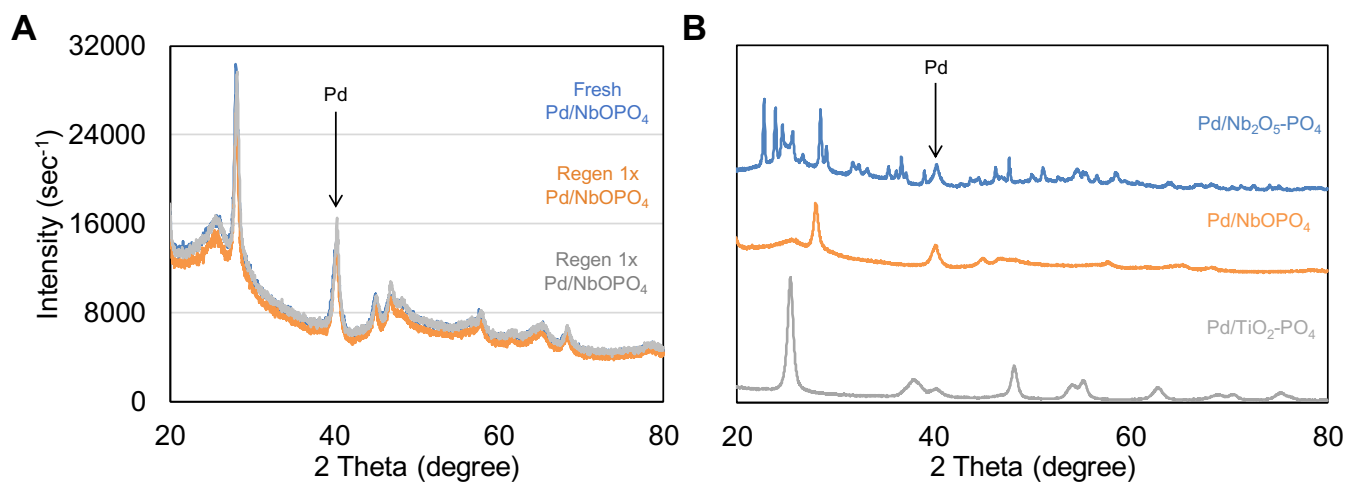 A
Intensity (sec⁻¹)
32000
24000
16000
8000
0
Pd
Fresh
Pd/NbOPO₄
Regen 1x
Pd/NbOPO₄
Regen 1x
Pd/NbOPO₄
20
40
60
80
2 Theta (degree)
B
Pd
Pd/Nb₂O₅-PO₄
Pd/NbOPO₄
Pd/TiO₂-PO₄
20
40
60
80
2 Theta (degree)